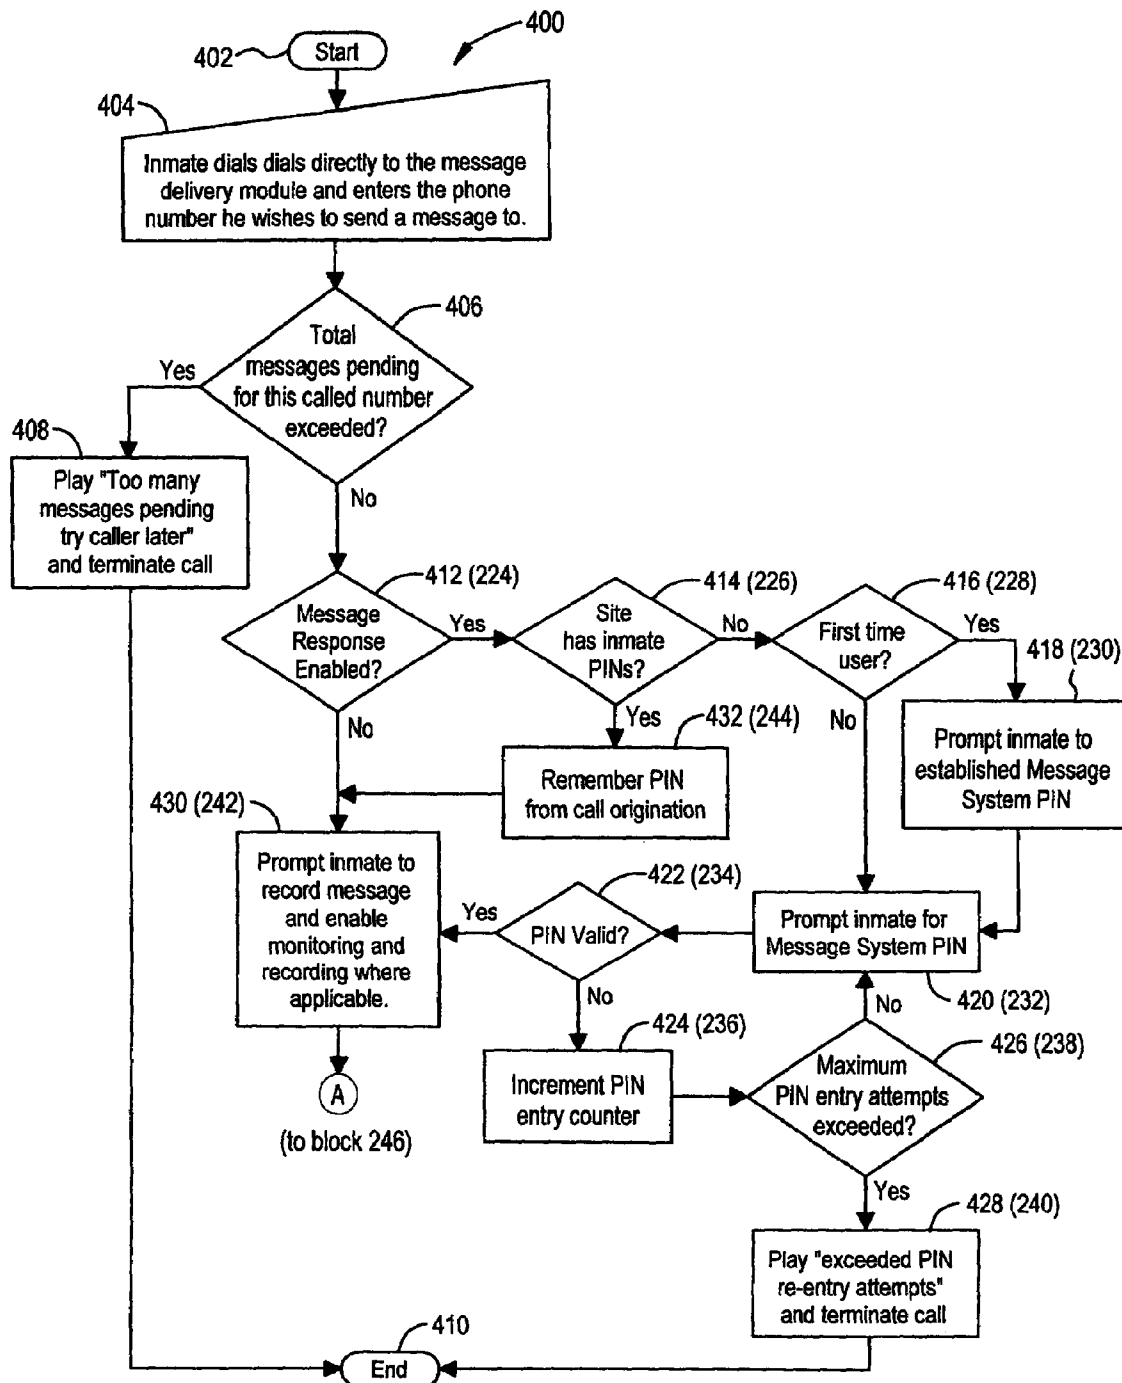 400
402
Start
404
Inmate dials dials directly to the message
delivery module and enters the phone
number he wishes to send a message to.
406
Total
messages pending
for this called number
exceeded?
Yes
No
408
Play "Too many
messages pending
try caller later"
and terminate call
412 (224)
Message
Response
Enabled?
Yes
No
414 (226)
Site
has inmate
PINs?
No
Yes
416 (228)
First time
user?
Yes
No
418 (230)
Prompt inmate to
established Message
System PIN
432 (244)
Remember PIN
from call origination
430 (242)
Prompt inmate to
record message
and enable
monitoring and
recording where
applicable.
422 (234)
PIN Valid?
Yes
No
Prompt inmate for
Message System PIN
420 (232)
424 (236)
Increment PIN
entry counter
426 (238)
Maximum
PIN entry attempts
exceeded?
No
Yes
A
(to block 246)
428 (240)
Play "exceeded PIN
re-entry attempts"
and terminate call
410
End